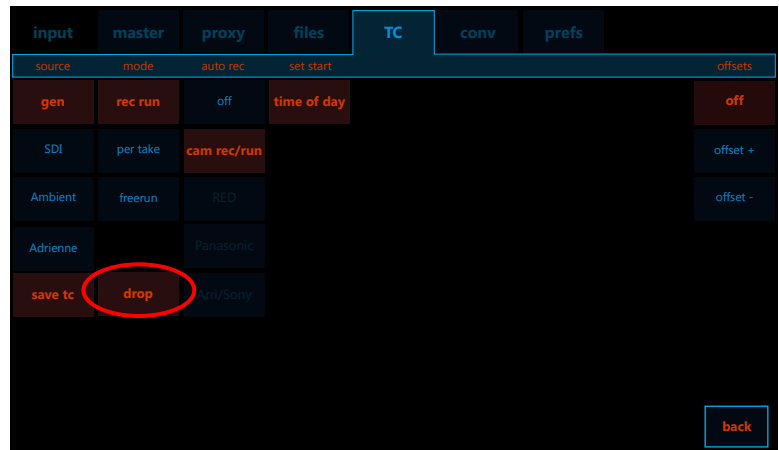 input master proxy files TC conv prefs
source mode auto rec set start offsets
gen rec run off time of day off
SDI per take cam rec/run offset +
Ambient freerun RED offset -
Adrienne Panasonic
save tc drop Arri/Sony
back